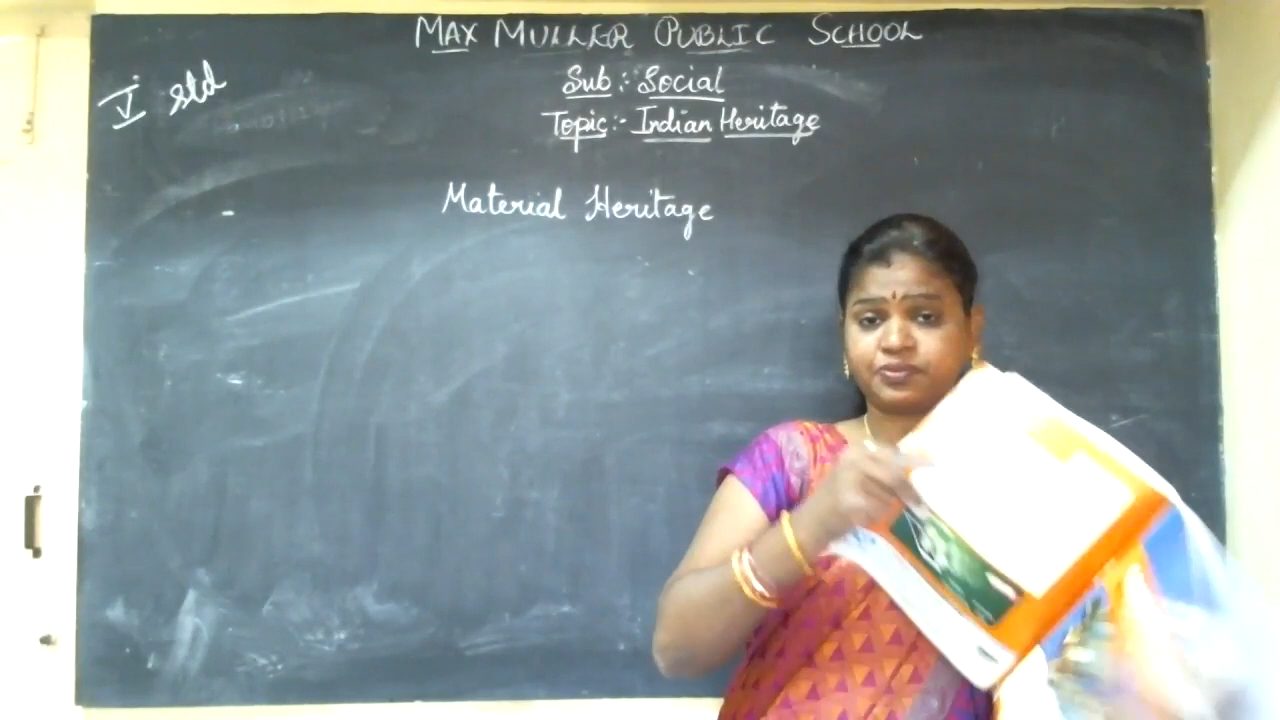 MAX MULLER PUBLIC SCHOOL
V std
Sub :- Social
Topic :- Indian Heritage
Material Heritage